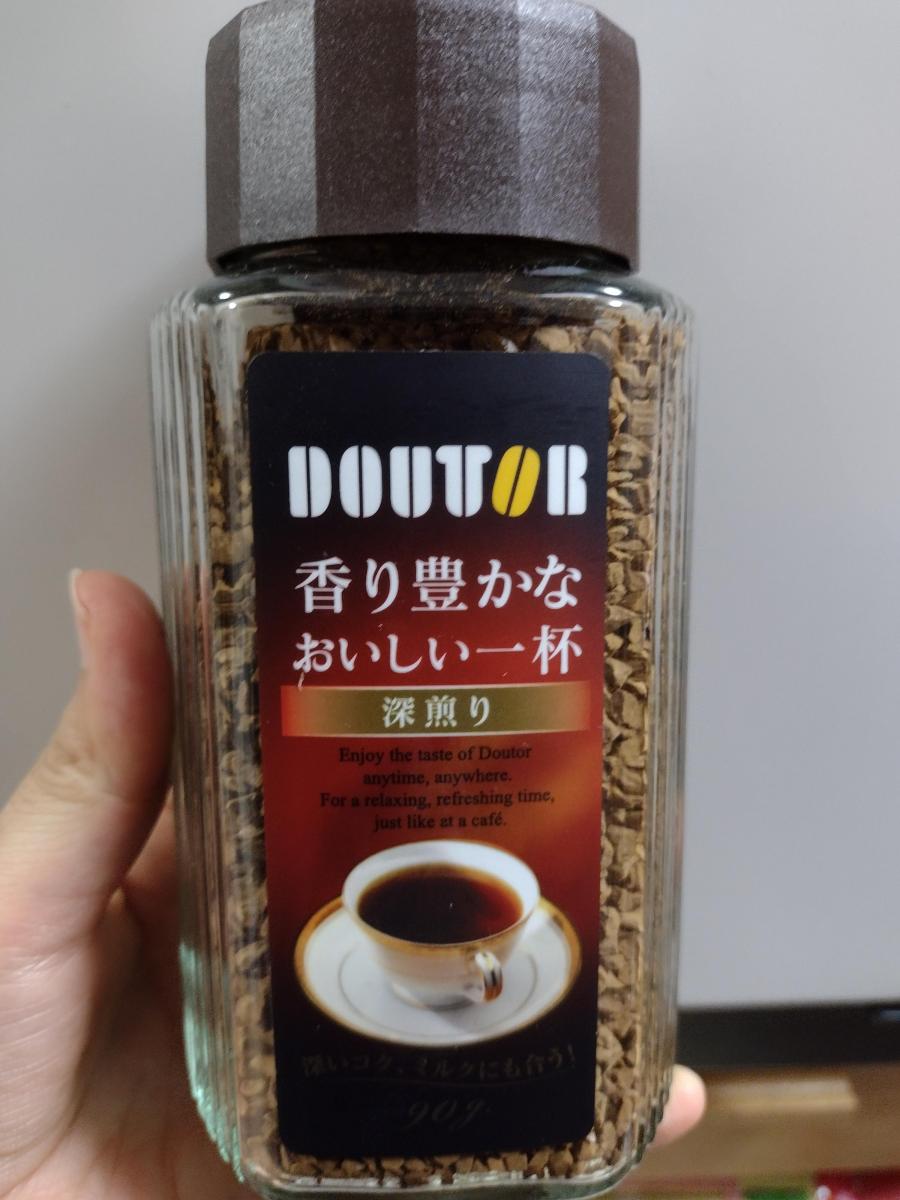 DOUTOR
香り豊かな
おいしい一杯
深煎り
Enjoy the taste of Doutor
anytime, anywhere.
For a relaxing, refreshing time,
just like at a café.
深いコク、ミルクにも合う!
90g